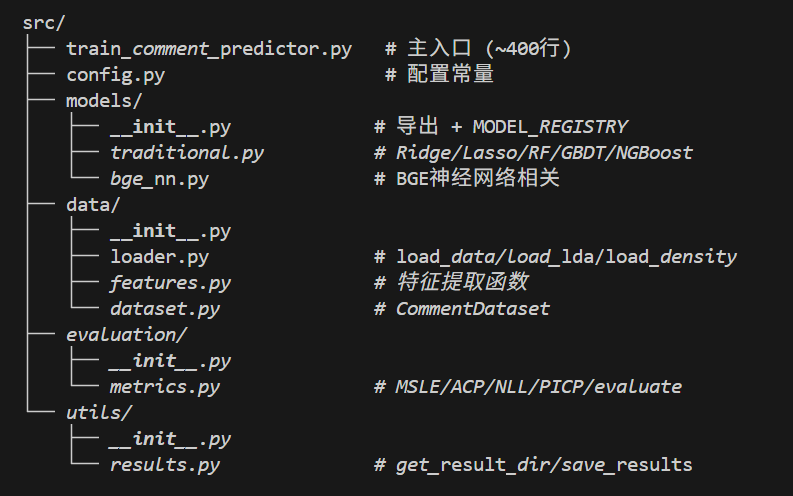 src/
├── train_comment_predictor.py   # 主入口 (~400行)
├── config.py                    # 配置常量
├── models/
│   ├── __init__.py             # 导出 + MODEL_REGISTRY
│   ├── traditional.py          # Ridge/Lasso/RF/GBDT/NGBoost
│   └── bge_nn.py               # BGE神经网络相关
├── data/
│   ├── __init__.py
│   ├── loader.py               # load_data/load_lda/load_density
│   ├── features.py             # 特征提取函数
│   └── dataset.py              # CommentDataset
├── evaluation/
│   ├── __init__.py
│   └── metrics.py              # MSLE/ACP/NLL/PICP/evaluate
└── utils/
    ├── __init__.py
    └── results.py              # get_result_dir/save_results